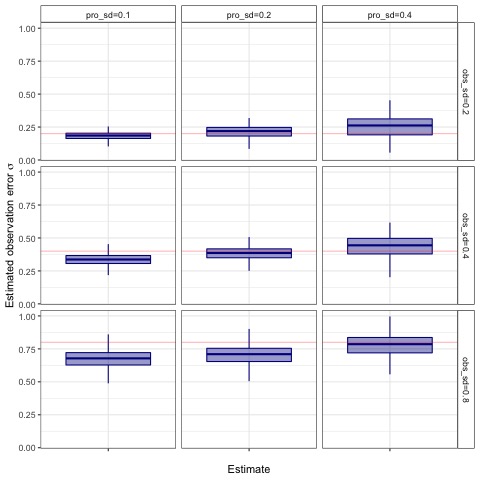 pro_sd=0.1
pro_sd=0.2
pro_sd=0.4
1.00
0.75
0.50
0.25
0.00
obs_sd=0.2
1.00
0.75
0.50
0.25
0.00
obs_sd=0.4
1.00
0.75
0.50
0.25
0.00
obs_sd=0.8
Estimated observation error σ
Estimate